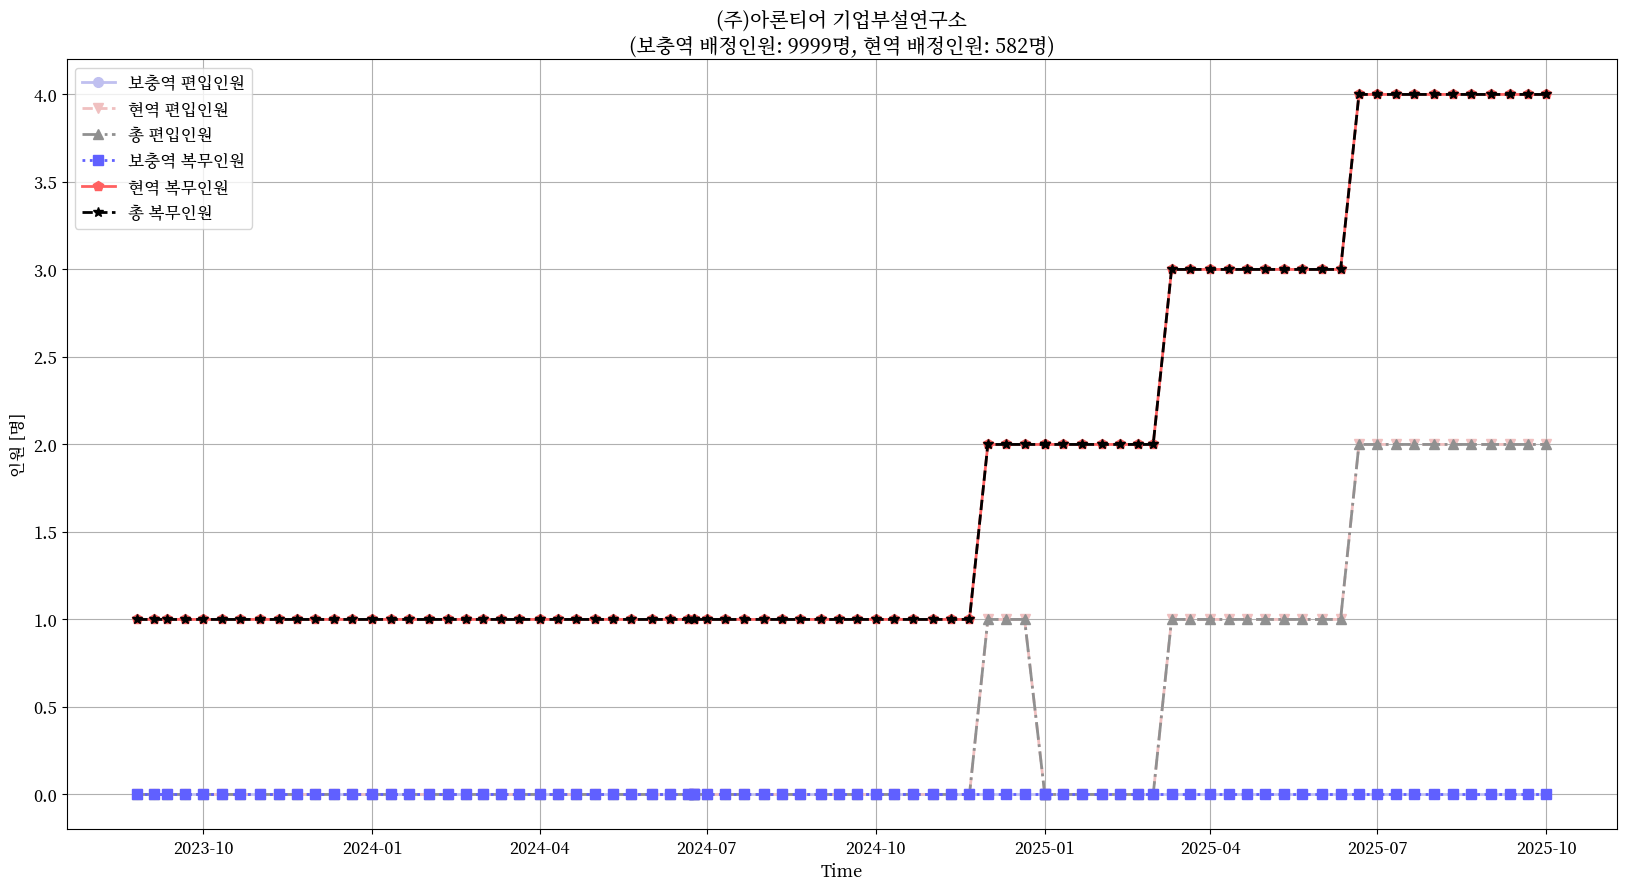 (주)아론티어 기업부설연구소
(보충역 배정인원: 9999명, 현역 배정인원: 582명)
보충역 편입인원
현역 편입인원
총 편입인원
보충역 복무인원
현역 복무인원
총 복무인원
인원 [명]
4.0
3.5
3.0
2.5
2.0
1.5
1.0
0.5
0.0
2023-10 2024-01 2024-04 2024-07 2024-10 2025-01 2025-04 2025-07 2025-10
Time